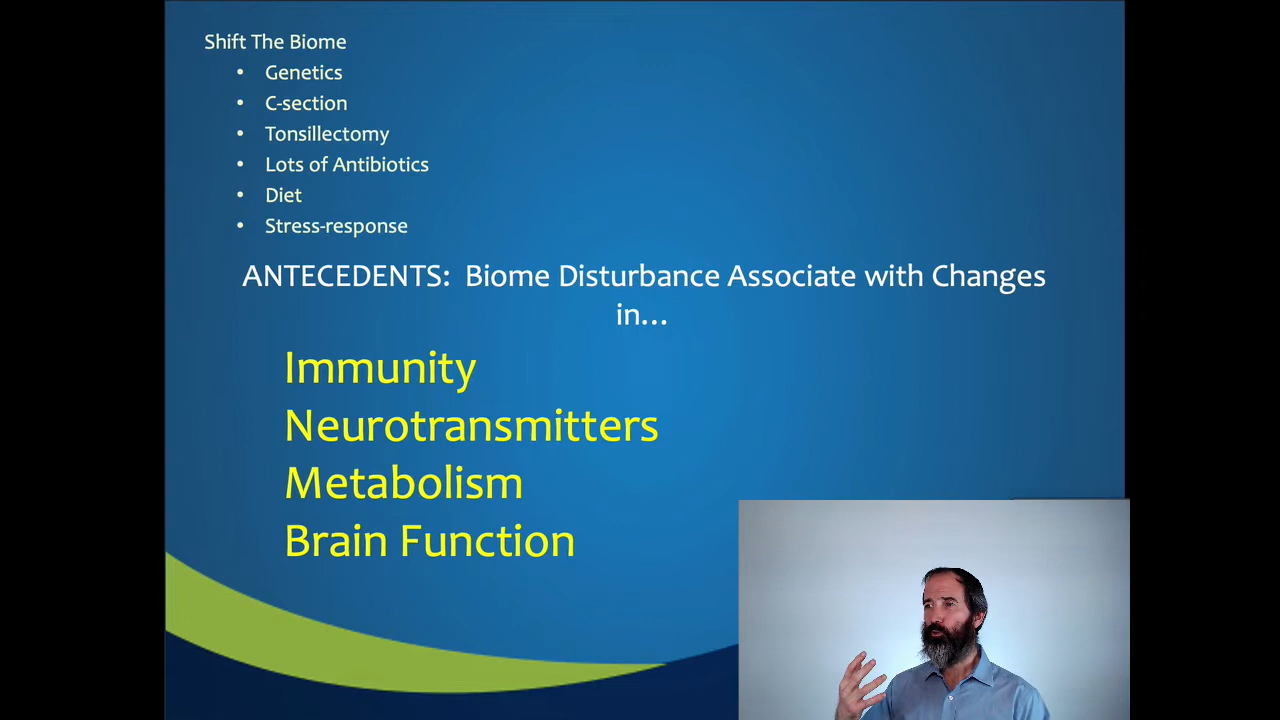 Shift The Biome
• Genetics
• C-section
• Tonsillectomy
• Lots of Antibiotics
• Diet
• Stress-response
ANTECEDENTS:  Biome Disturbance Associate with Changes
in…
Immunity
Neurotransmitters
Metabolism
Brain Function